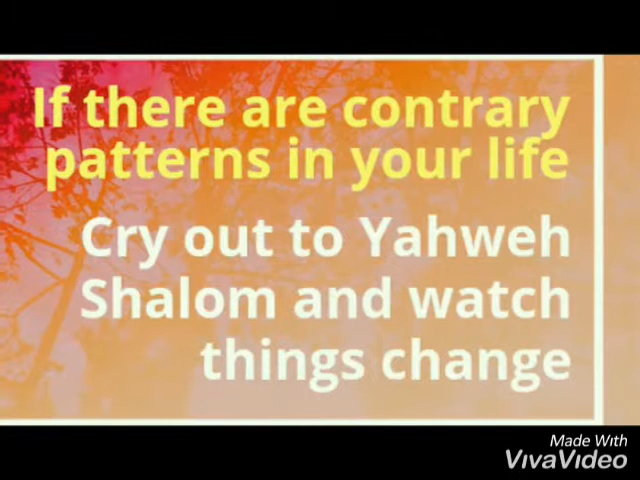 If there are contrary
patterns in your life
Cry out to Yahweh
Shalom and watch
things change
Made With
VivaVideo